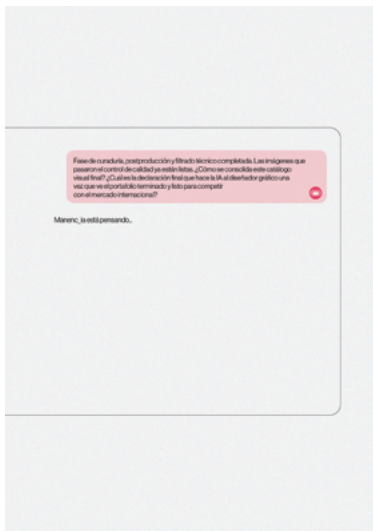 Fase de curaduría, postproducción y filtrado técnico completada. Las imágenes que
pasaron el control de calidad ya están listas. ¿Cómo se consolida este catálogo
visual final? ¿Cuál es la declaración final que hace la IA al diseñador gráfico una
vez que ve el portafolio terminado y listo para competir
con el mercado internacional?
Manenc_ia está pensando..